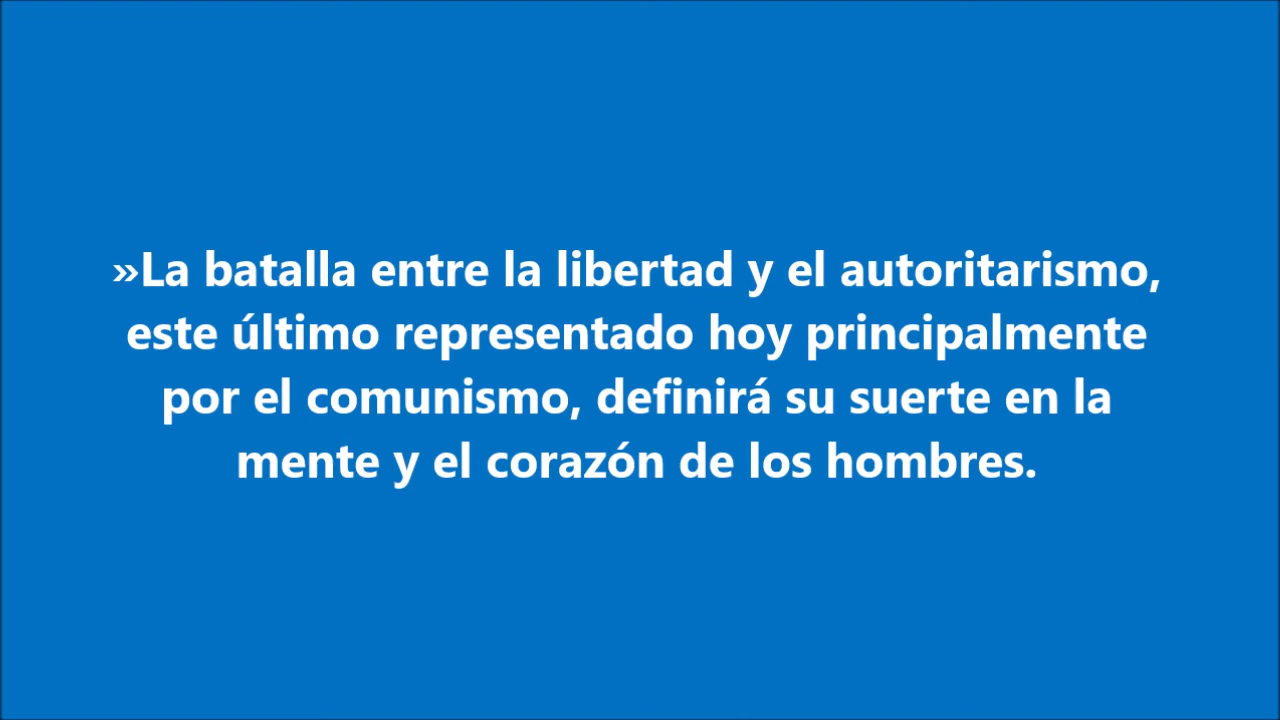 »La batalla entre la libertad y el autoritarismo,
este último representado hoy principalmente
por el comunismo, definirá su suerte en la
mente y el corazón de los hombres.